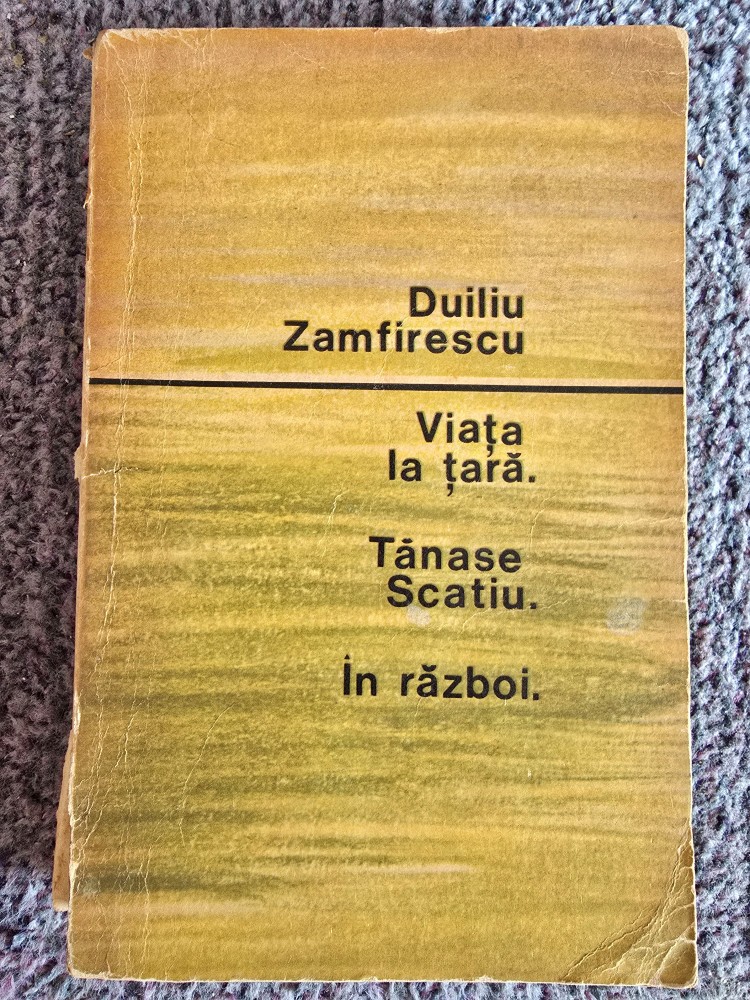 Duiliu
Zamfirescu
Viața
la țară.
Tănase
Scatiu.
În război.